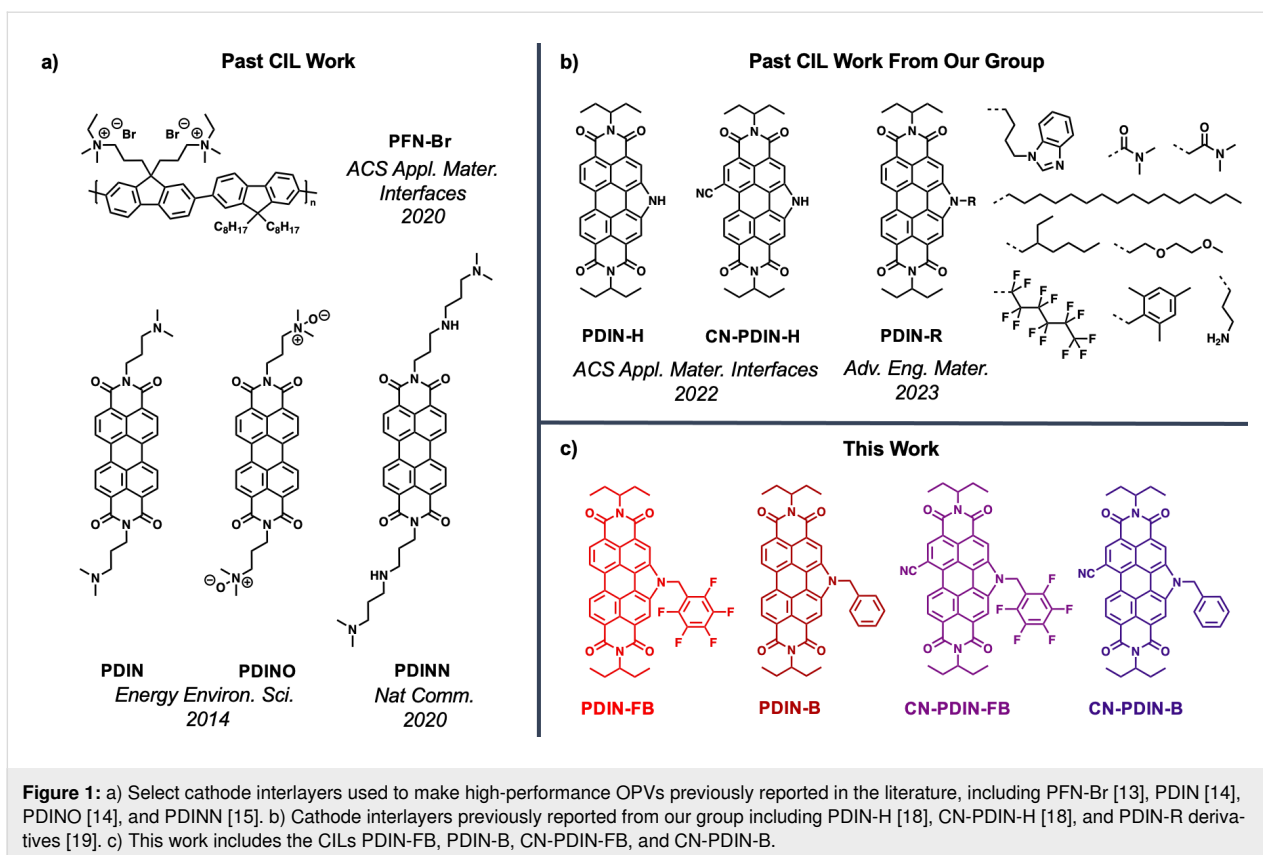 a)
Past CIL Work
Br
Br
N
N
n
C8H17 C8H17
PFN-Br
ACS Appl. Mater.
Interfaces
2020
N
O N O
O N O
N
PDIN
N O
O N O
O N O
O N
PDINO
Energy Environ. Sci.
2014
N
NH
O N O
O N O
HN
N
PDINN
Nat Comm.
2020
b)
Past CIL Work From Our Group
O N O
NH
O N O
PDIN-H
O N O
NC
NH
O N O
CN-PDIN-H
ACS Appl. Mater. Interfaces
2022
O N O
N-R
O N O
PDIN-R
Adv. Eng. Mater.
2023
N
N
O
N
O
N
O
O
F F
F F F F
F F F F
F F F
H2N
c)
This Work
O N O
N
F
F F
F F
O N O
PDIN-FB
O N O
N
O N O
PDIN-B
O N O
NC
N
F
F F
F F
O N O
CN-PDIN-FB
O N O
NC
N
O N O
CN-PDIN-B
Figure 1: a) Select cathode interlayers used to make high-performance OPVs previously reported in the literature, including PFN-Br [13], PDIN [14],
PDINO [14], and PDINN [15]. b) Cathode interlayers previously reported from our group including PDIN-H [18], CN-PDIN-H [18], and PDIN-R deriva-
tives [19]. c) This work includes the CILs PDIN-FB, PDIN-B, CN-PDIN-FB, and CN-PDIN-B.